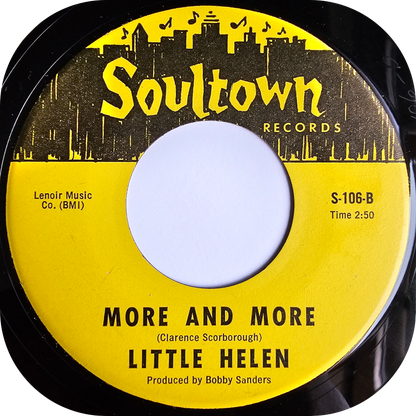 Soultown
RECORDS
Lenoir Music
Co. (BMI)
S-106-B
Time 2:50
MORE AND MORE
(Clarence Scorborough)
LITTLE HELEN
Produced by Bobby Sanders